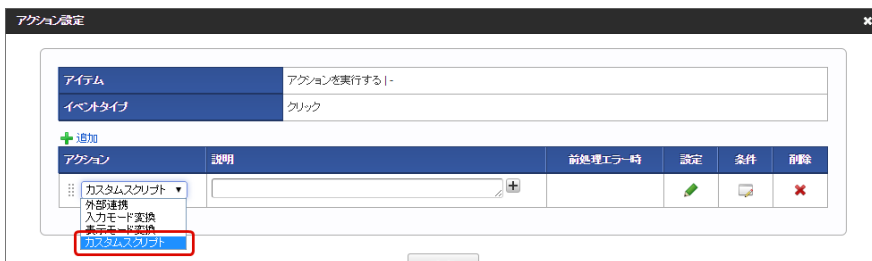 アクション設定
アイテム アクションを実行する | -
イベントタイプ クリック
追加
アクション 説明 前処理エラー時 設定 条件 削除
カスタムスクリプト
外部連携
入力モード変換
表示モード変換
カスタムスクリプト